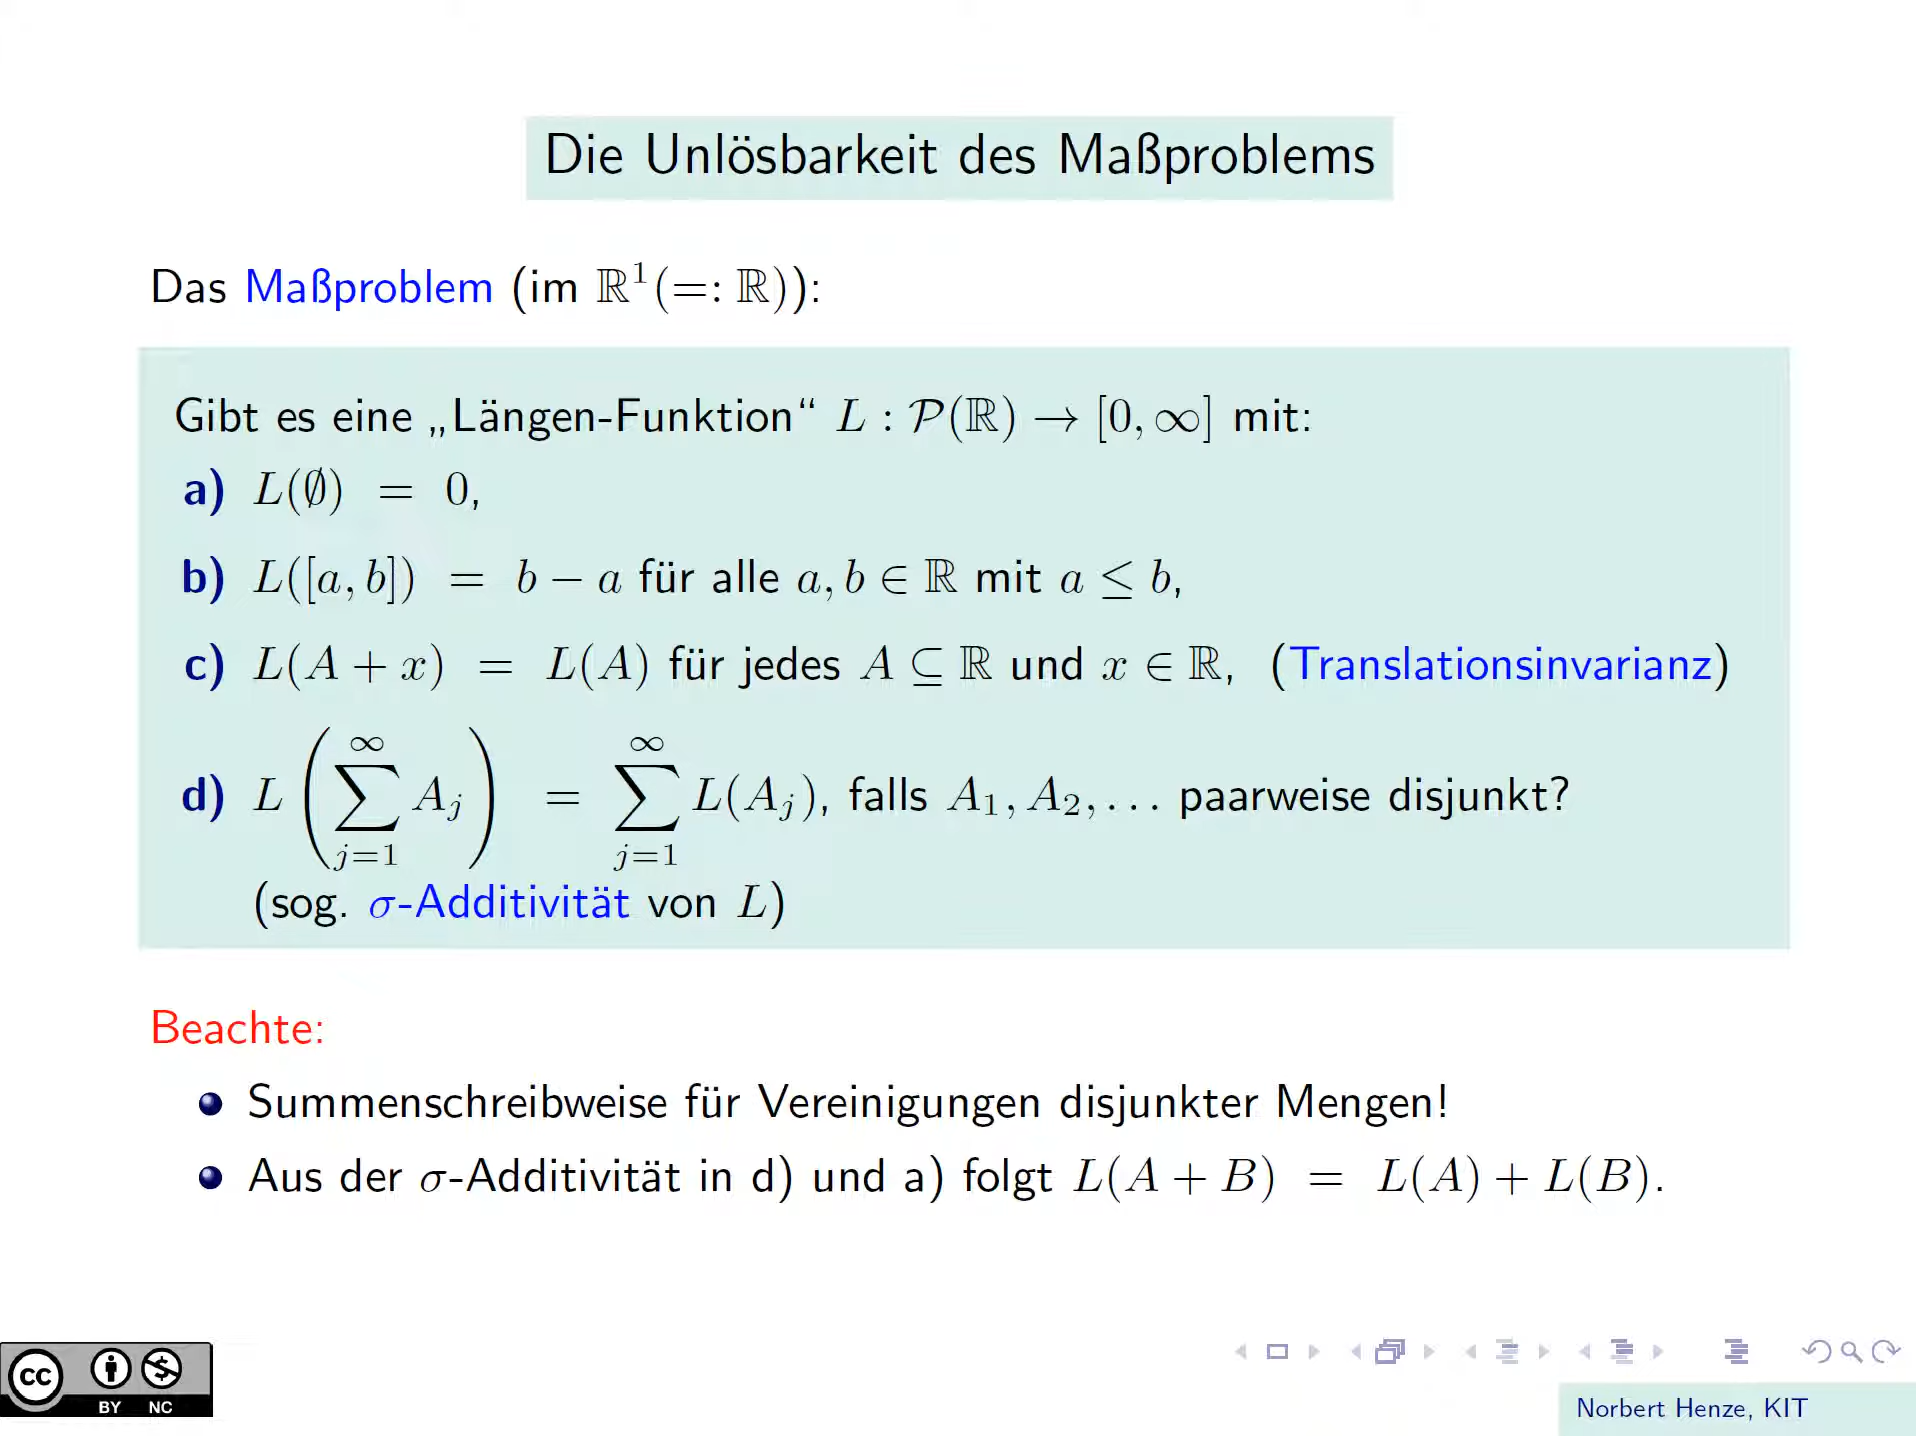 Die Unlösbarkeit des Maßproblems
Das Maßproblem (im ℝ¹(=: ℝ)):
Gibt es eine „Längen-Funktion“ L : 𝒫(ℝ) → [0, ∞] mit:
a) L(∅) = 0,
b) L([a, b]) = b − a für alle a, b ∈ ℝ mit a ≤ b,
c) L(A + x) = L(A) für jedes A ⊆ ℝ und x ∈ ℝ, (Translationsinvarianz)
d) L(∑_{j=1}^{∞} A_j) = ∑_{j=1}^{∞} L(A_j), falls A₁, A₂, . . . paarweise disjunkt?
(sog. σ-Additivität von L)
Beachte:
Summenschreibweise für Vereinigungen disjunkter Mengen!
Aus der σ-Additivität in d) und a) folgt L(A + B) = L(A) + L(B).
cc
BY NC
Norbert Henze, KIT